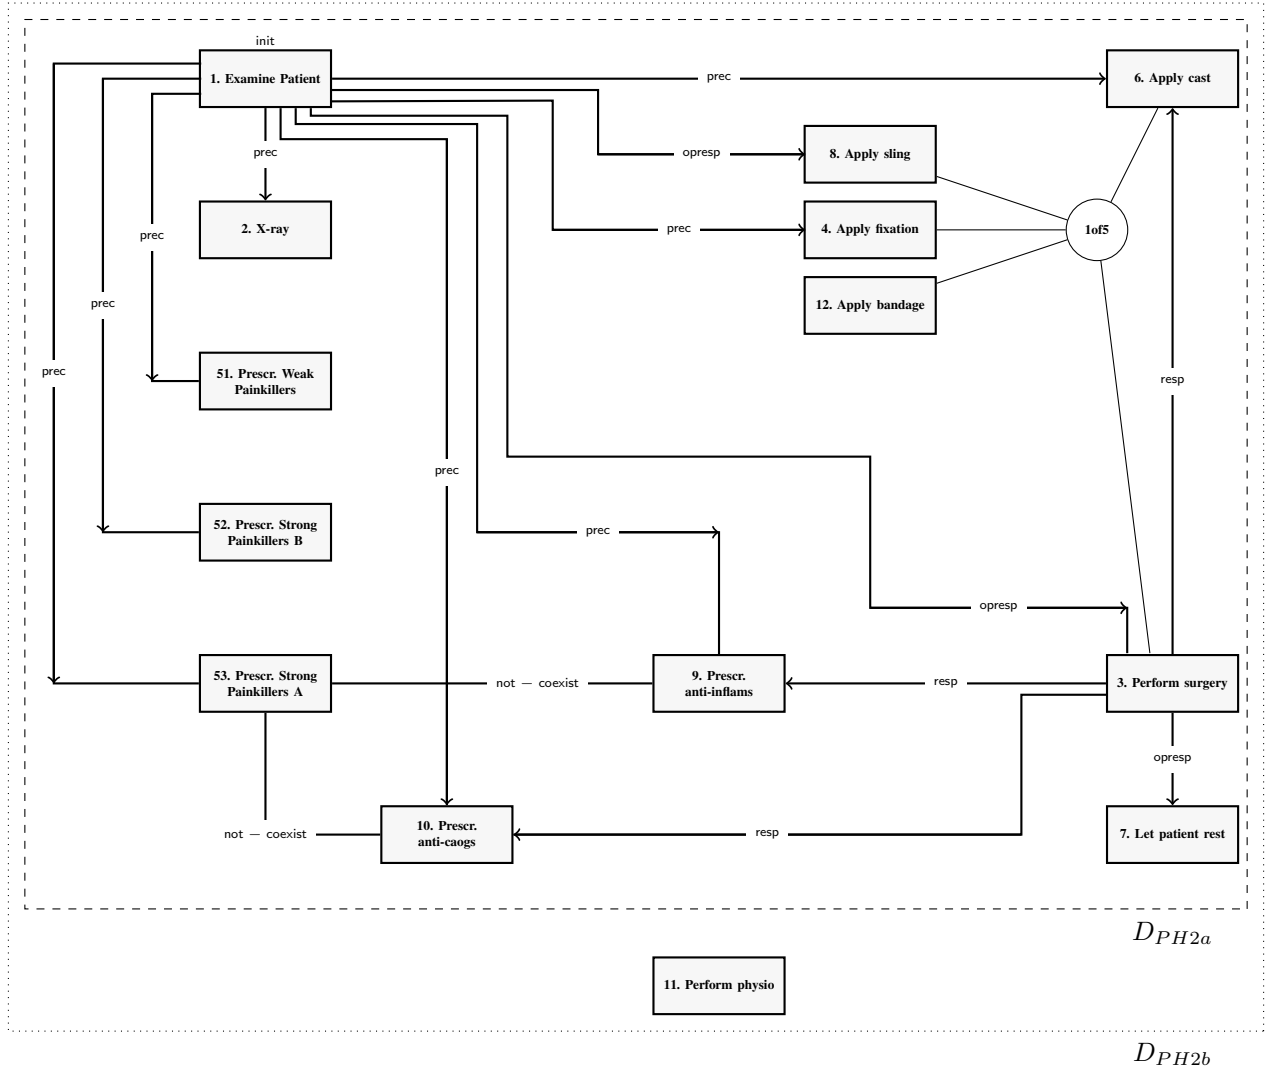 init
1. Examine Patient
prec
6. Apply cast
prec
opresp
8. Apply sling
prec
2. X-ray
prec
4. Apply fixation
1of5
12. Apply bandage
prec
prec
51. Prescr. Weak
Painkillers
resp
prec
52. Prescr. Strong
Painkillers B
prec
opresp
53. Prescr. Strong
Painkillers A
not − coexist
9. Prescr.
anti-inflams
resp
3. Perform surgery
opresp
not − coexist
10. Prescr.
anti-caogs
resp
7. Let patient rest
D_{PH2a}
11. Perform physio
D_{PH2b}